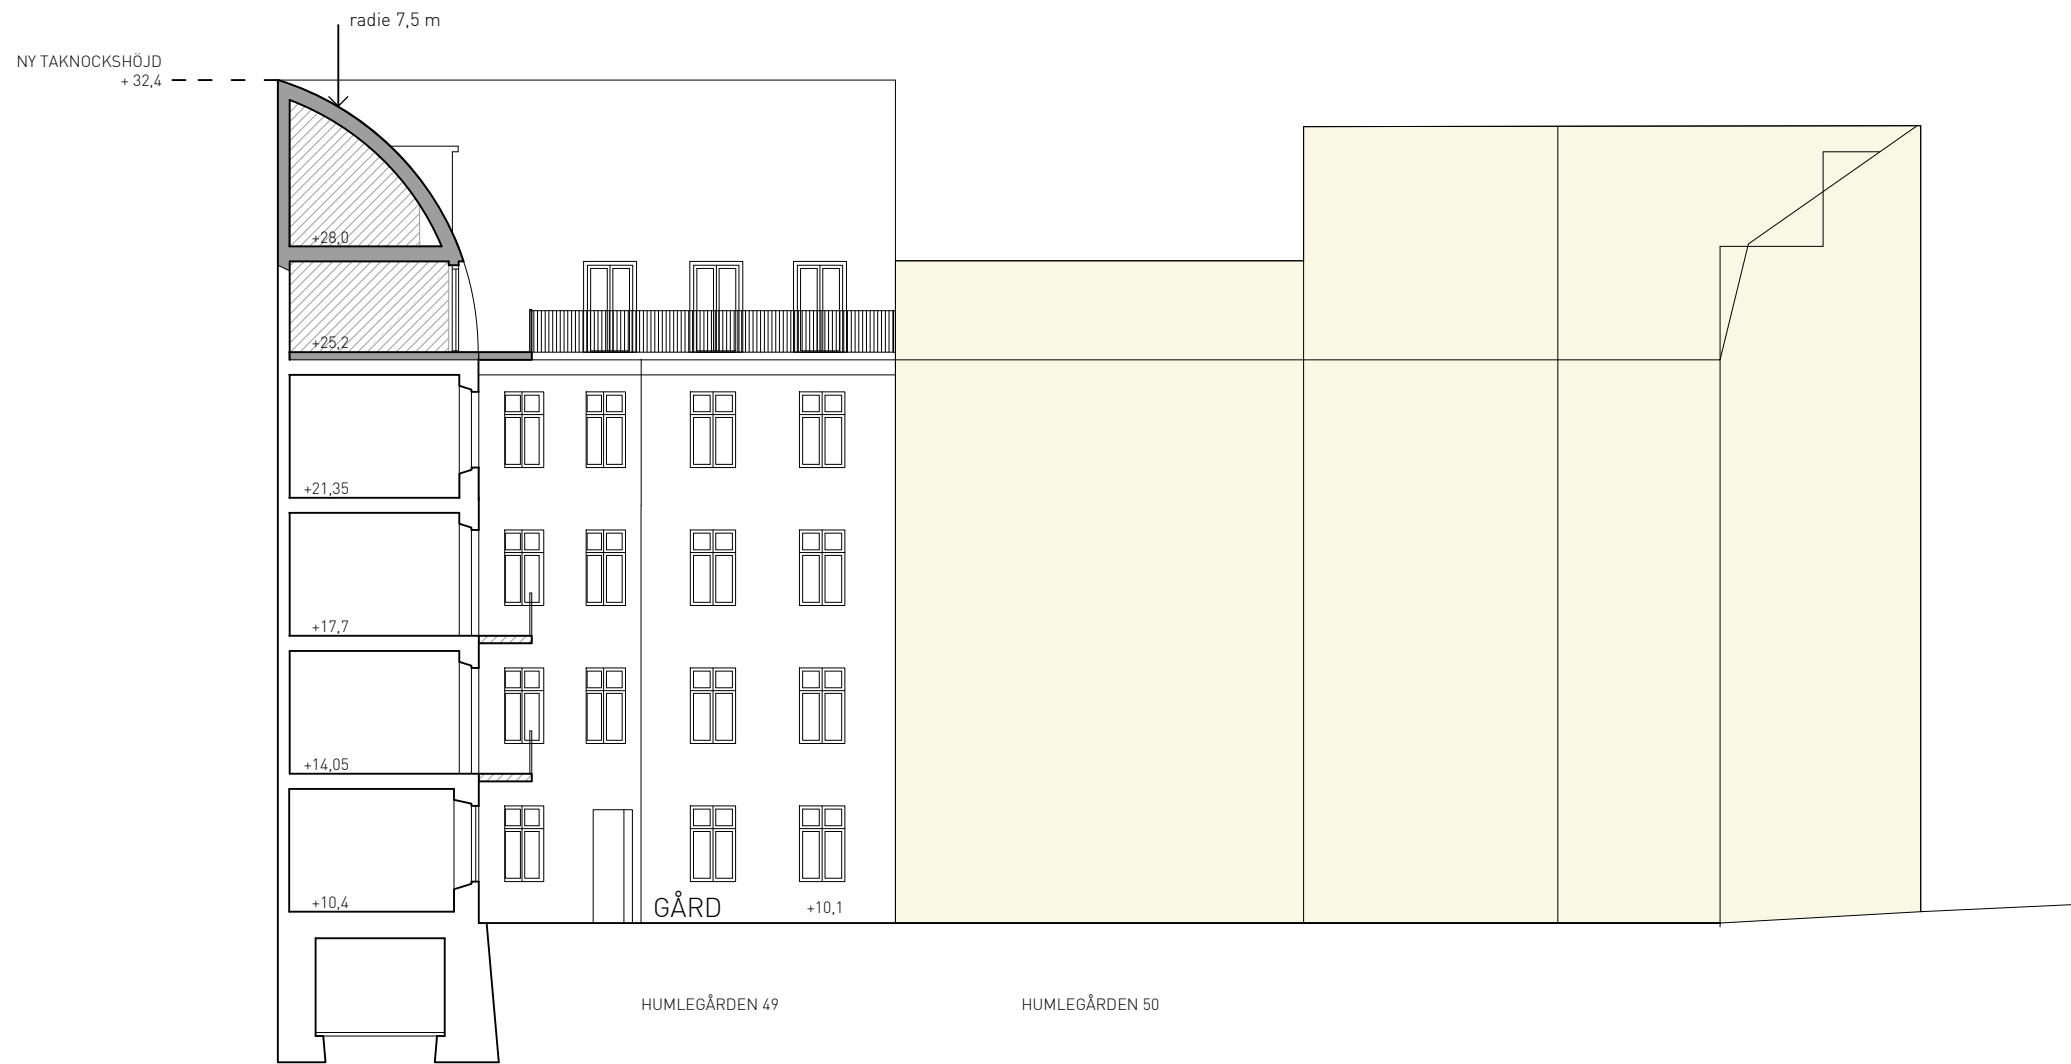 radie 7,5 m
NY TAKNOCKSHÖJD
+ 32,4
+28,0
+25,2
+21,35
+17,7
+14,05
+10,4
GÅRD
+10,1
HUMLEGÅRDEN 49
HUMLEGÅRDEN 50